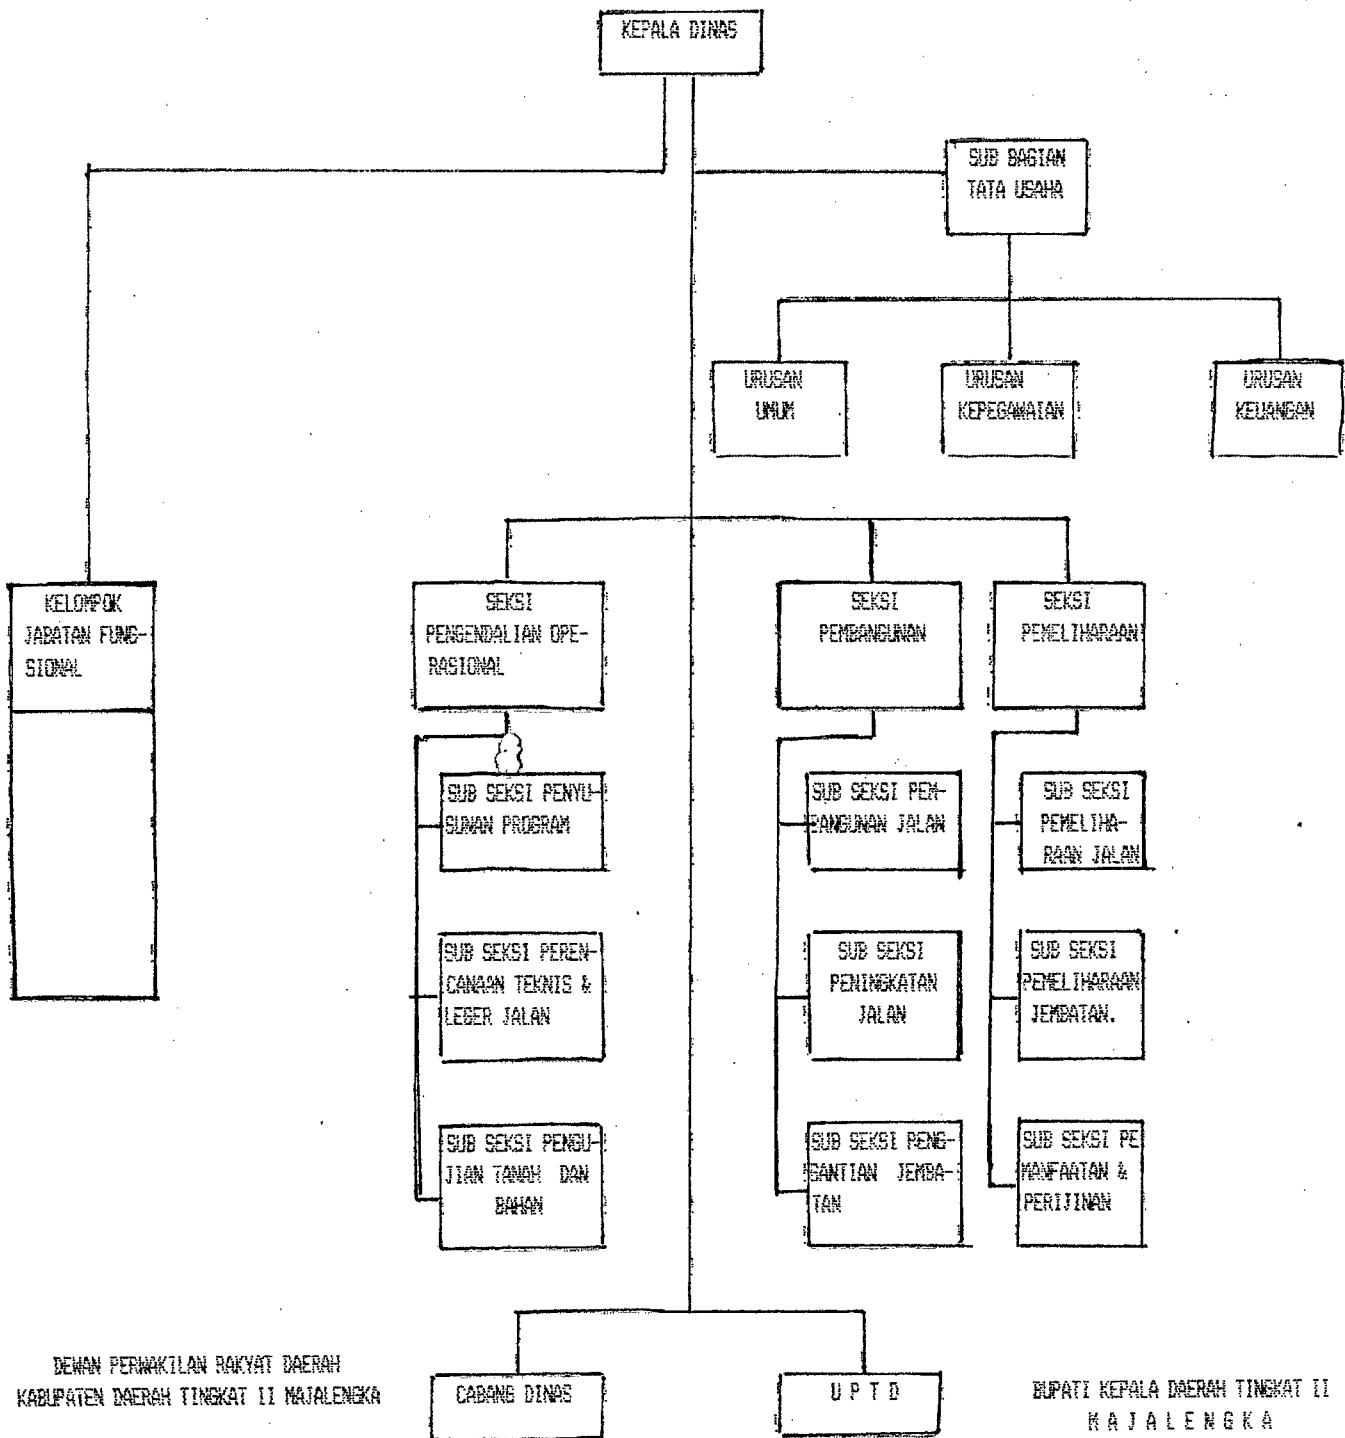 KEPALA DINAS
SUB BAGIAN
TATA USAHA
URUSAN
UMUM
URUSAN
KEPEGAWAIAN
URUSAN
KEUANGAN
KELOMPOK
JABATAN FUNG-
SIONAL
SEKSI
PENGENDALIAN OPE-
RASIONAL
SEKSI
PEMBANGUNAN
SEKSI
PEMELIHARAAN
SUB SEKSI PENYU-
SUNAN PROGRAM
SUB SEKSI PEM-
BANGUNAN JALAN
SUB SEKSI
PEMELIHA-
RAAN JALAN
SUB SEKSI PEREN-
CANAAN TEKNIS &
LEGER JALAN
SUB SEKSI
PENINGKATAN
JALAN
SUB SEKSI
PEMELIHARAAN
JEMBATAN.
SUB SEKSI PENGU-
JIAN TANAH DAN
BAHAN
SUB SEKSI PENG-
GANTIAN JEMBA-
TAN
SUB SEKSI PE
MANFAATAN &
PERIJINAN
DEWAN PERWAKILAN RAKYAT DAERAH
KABUPATEN DAERAH TINGKAT II MAJALENGKA
CABANG DINAS
U P T D
BUPATI KEPALA DAERAH TINGKAT II
M A J A L E N G K A